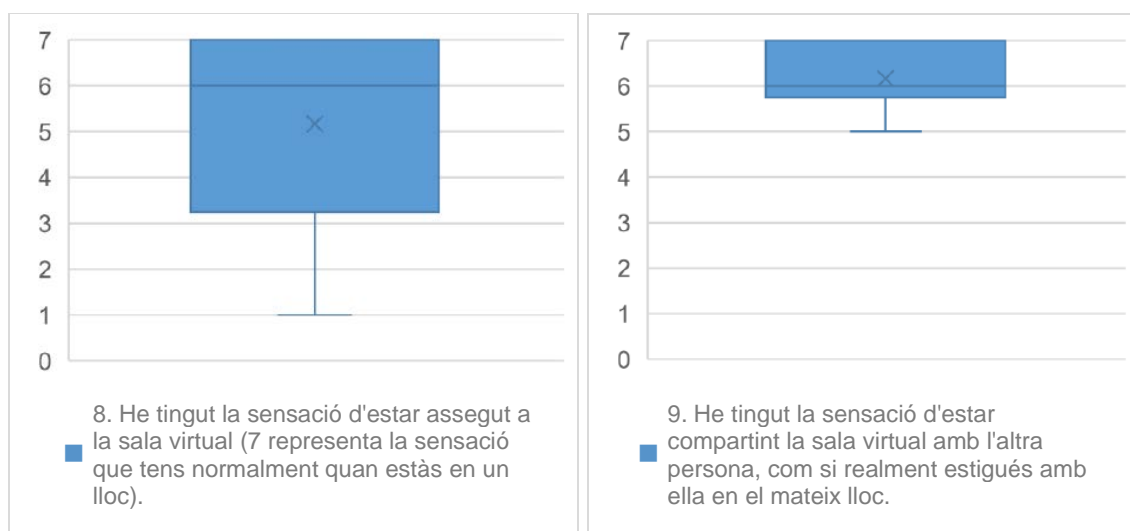 7
6
5
4
3
2
1
0
8. He tingut la sensació d'estar assegut a
la sala virtual (7 representa la sensació
que tens normalment quan estàs en un
lloc).
7
6
5
4
3
2
1
0
9. He tingut la sensació d'estar
compartint la sala virtual amb l'altra
persona, com si realment estigués amb
ella en el mateix lloc.